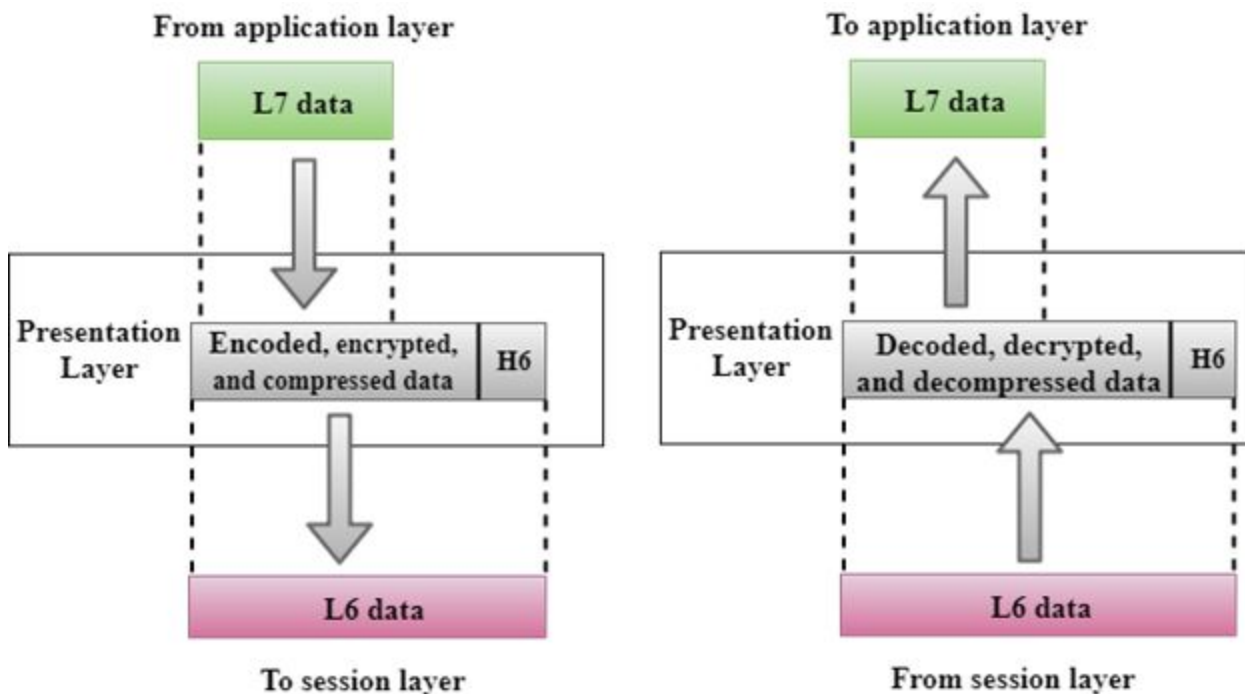 From application layer
L7 data
Presentation
Layer
Encoded, encrypted,
and compressed data
H6
L6 data
To session layer
To application layer
L7 data
Presentation
Layer
Decoded, decrypted,
and decompressed data
H6
L6 data
From session layer